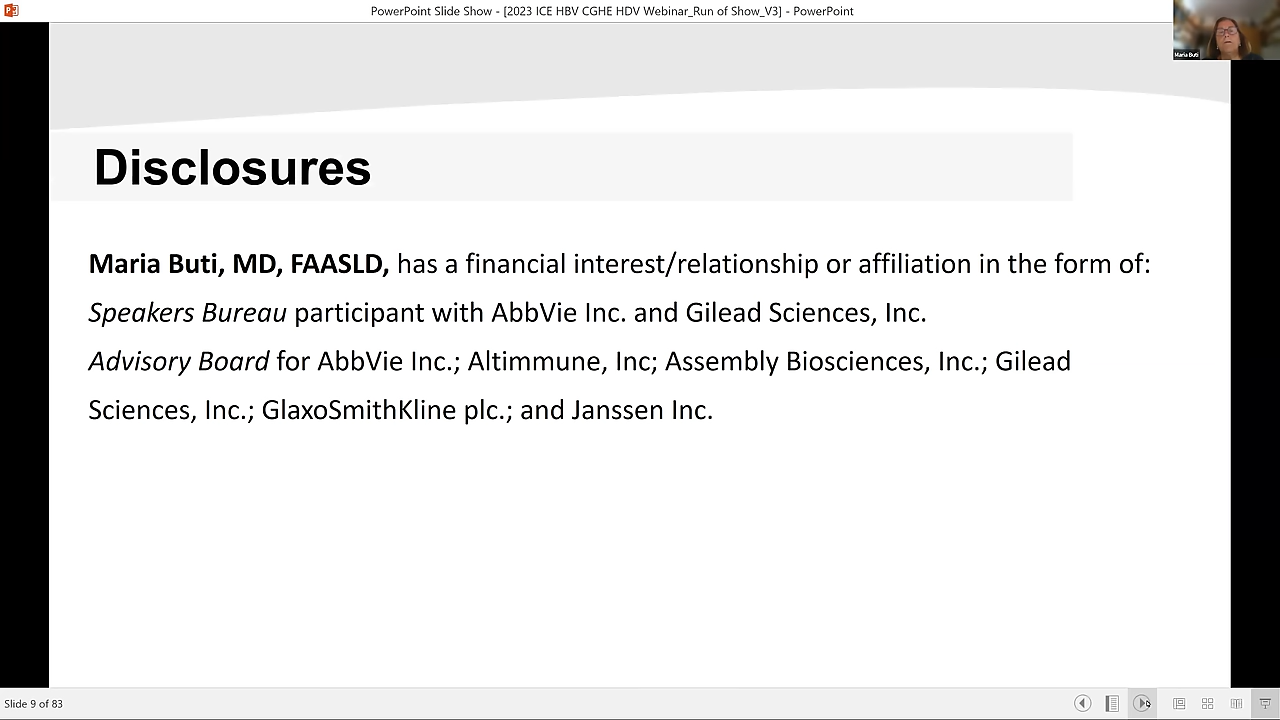 PowerPoint Slide Show - [2023 ICE HBV CGHE HDV Webinar_Run of Show_V3] - PowerPoint
Maria Buti
Disclosures
Maria Buti, MD, FAASLD, has a financial interest/relationship or affiliation in the form of:
Speakers Bureau participant with AbbVie Inc. and Gilead Sciences, Inc.
Advisory Board for AbbVie Inc.; Altimmune, Inc; Assembly Biosciences, Inc.; Gilead
Sciences, Inc.; GlaxoSmithKline plc.; and Janssen Inc.
Slide 9 of 83